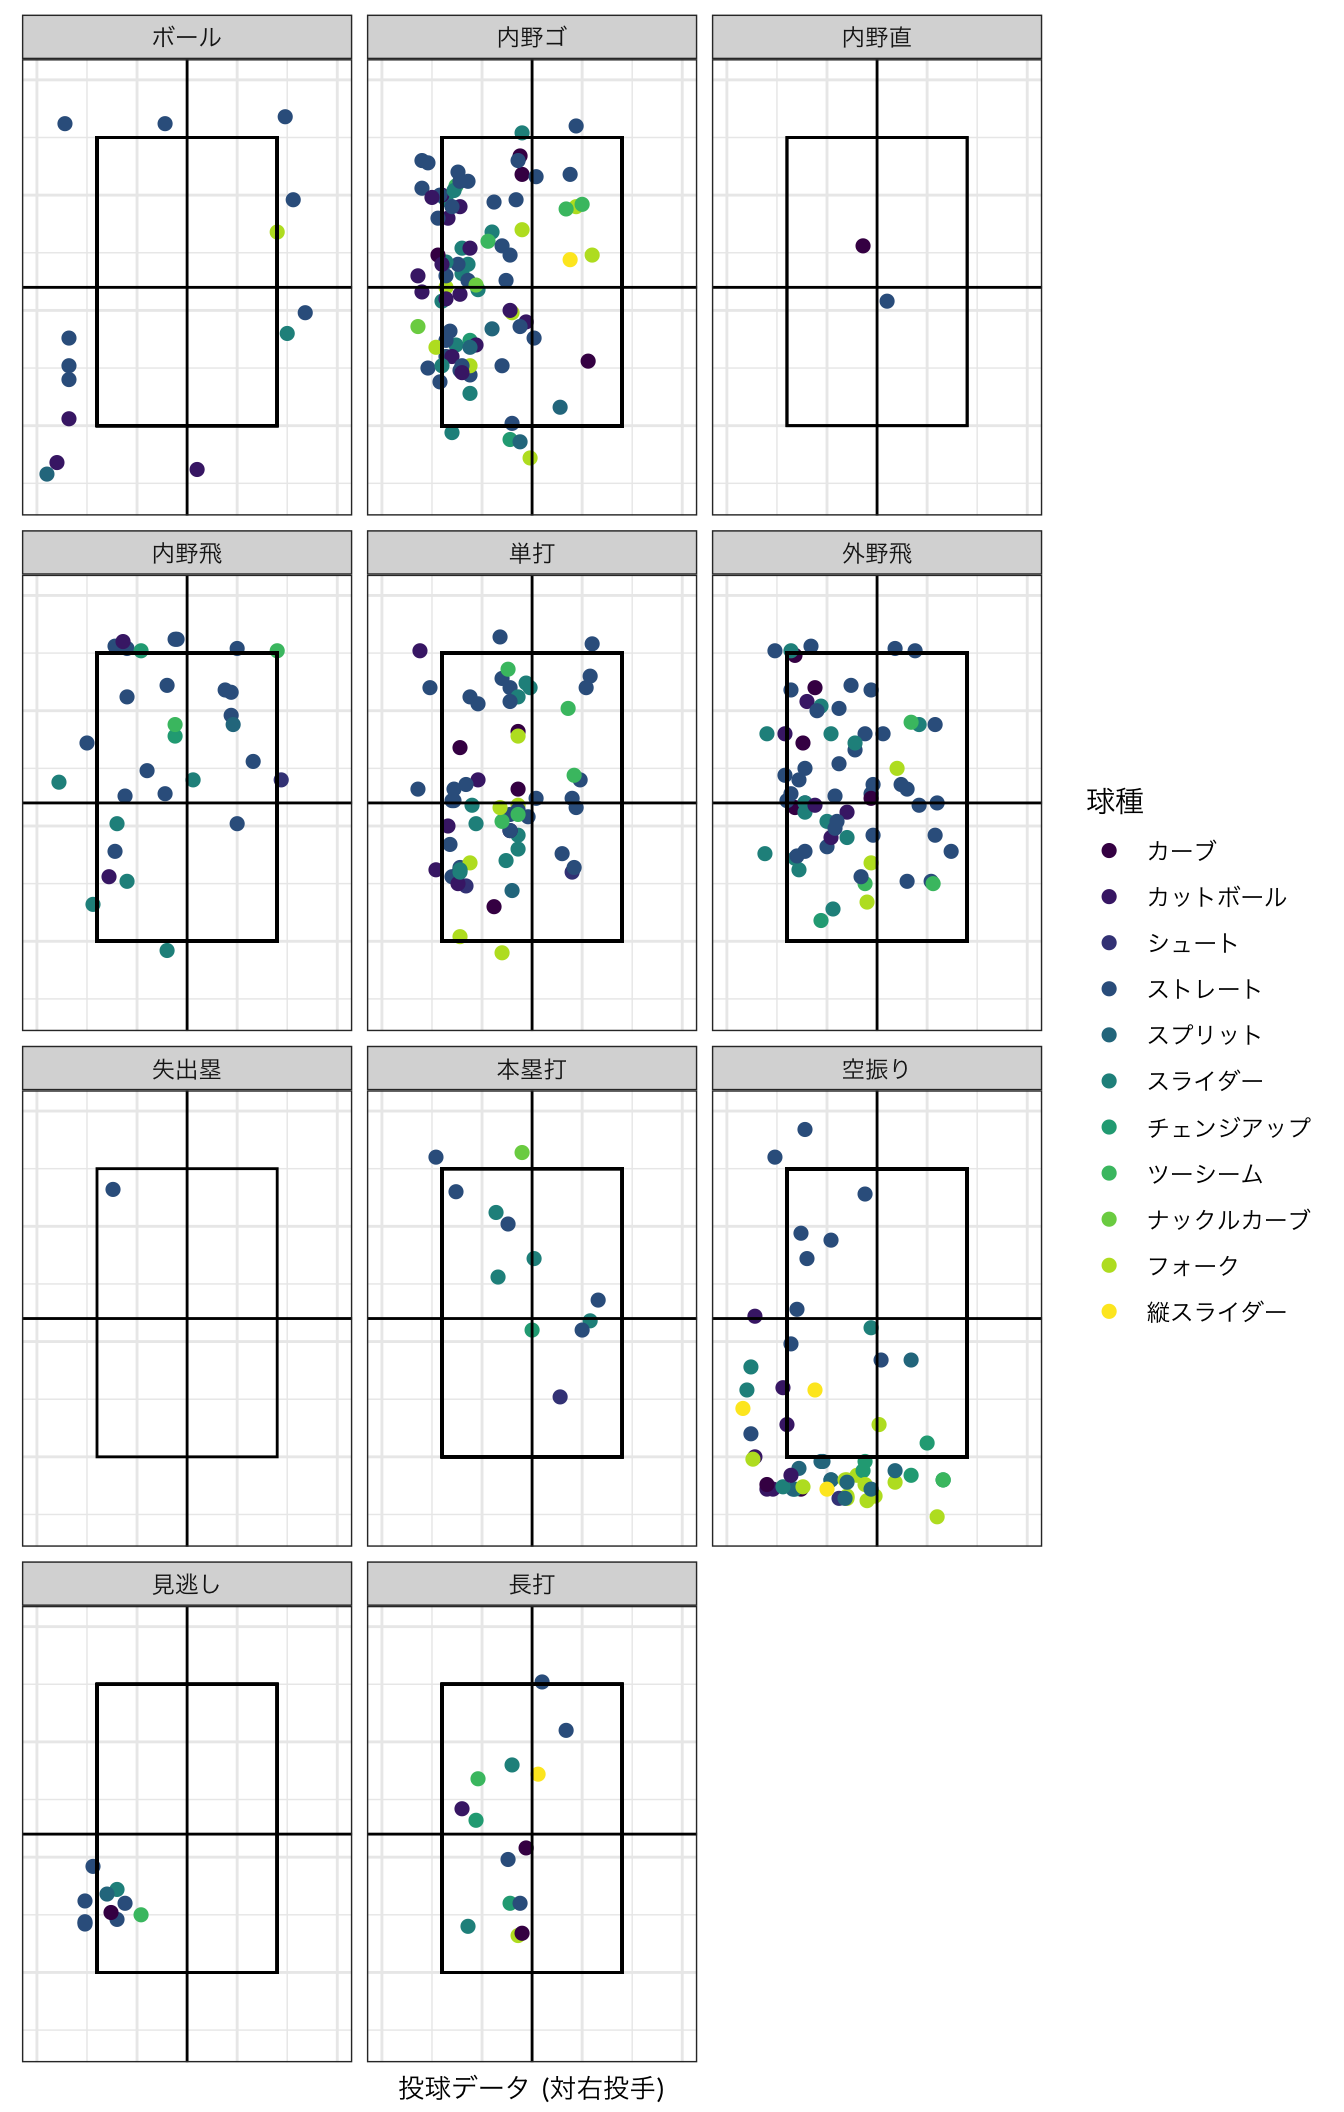 ボール
内野ゴ
内野直
内野飛
単打
外野飛
失出塁
本塁打
空振り
見逃し
長打
投球データ (対右投手)
球種
カーブ
カットボール
シュート
ストレート
スプリット
スライダー
チェンジアップ
ツーシーム
ナックルカーブ
フォーク
縦スライダー